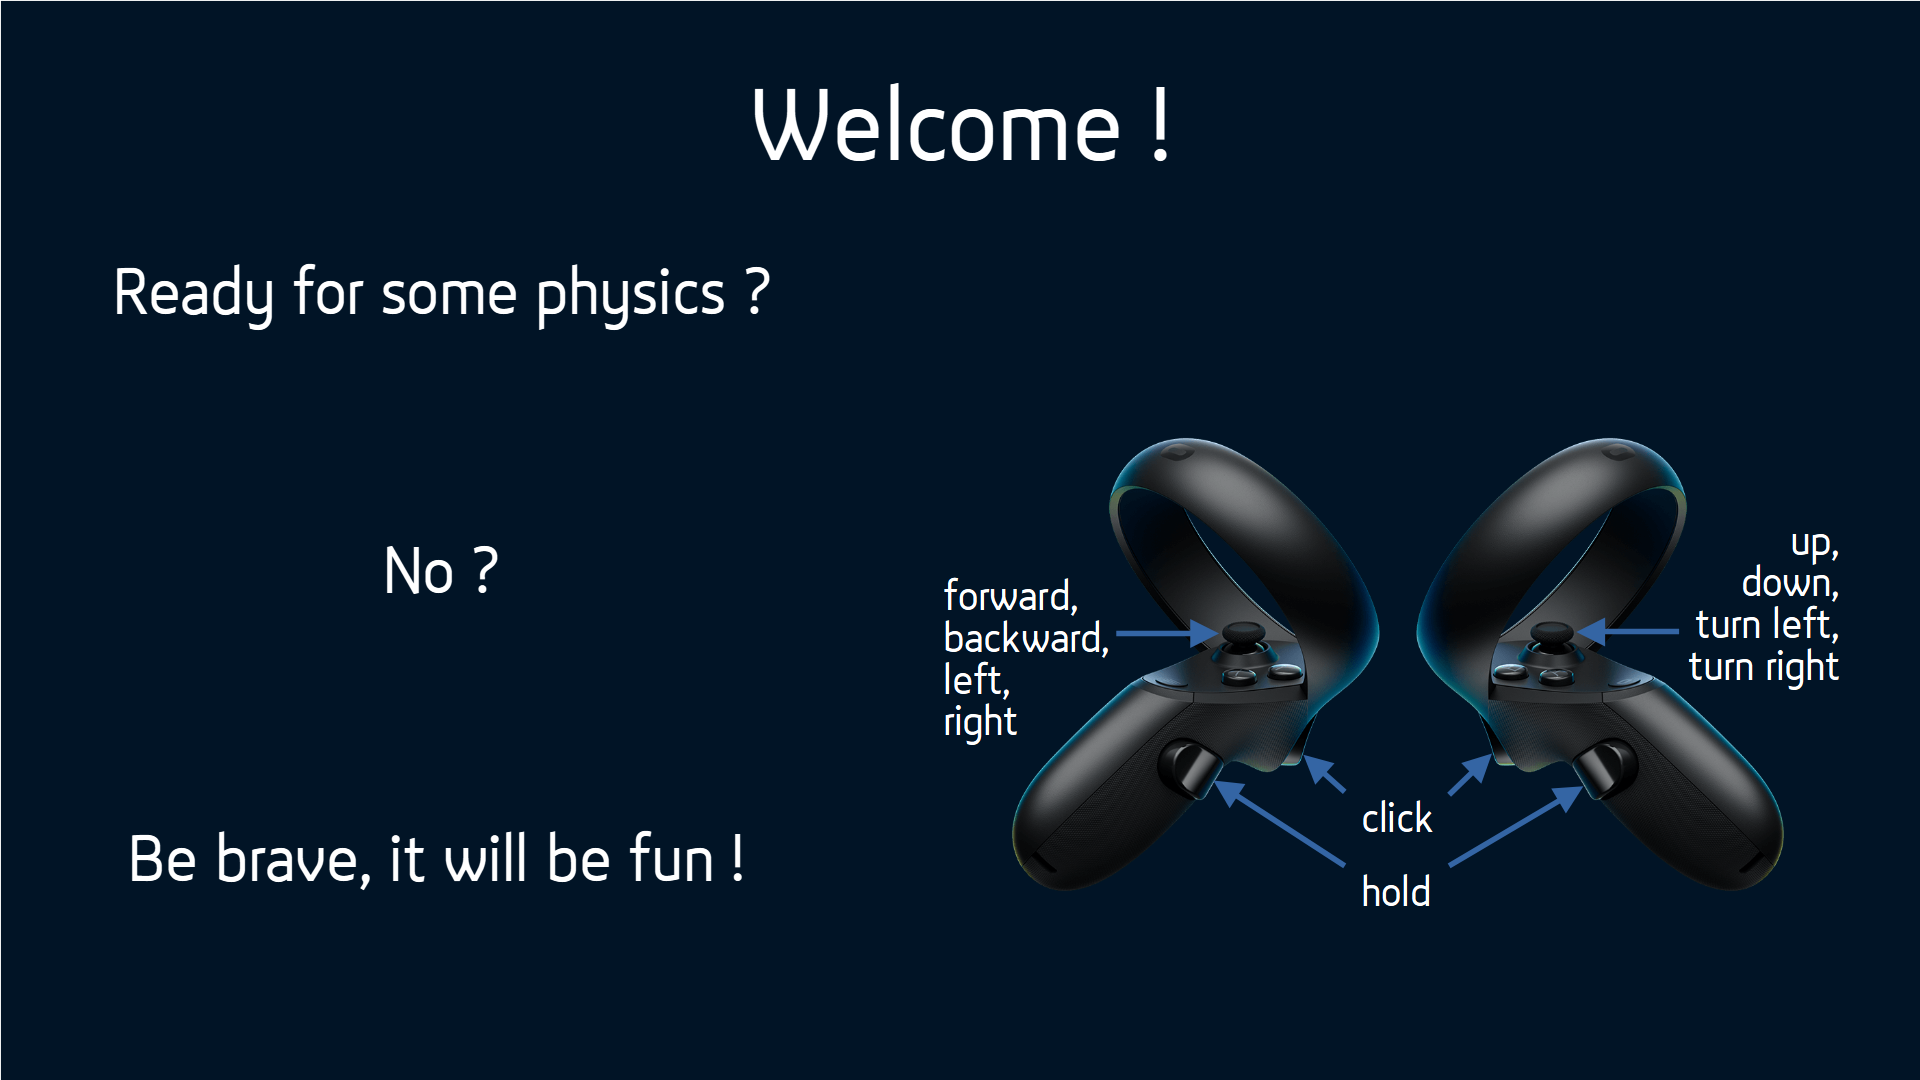 Welcome !
Ready for some physics ?
No ?
Be brave, it will be fun !
forward,
backward,
left,
right
up,
down,
turn left,
turn right
click
hold